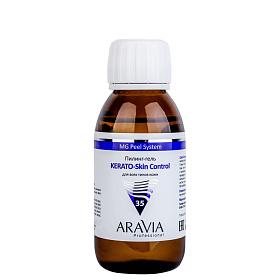 MG Peel System
Пилинг-гель
KERATO-Skin Control
для всех типов кожи
35
ARAVIA
Professional